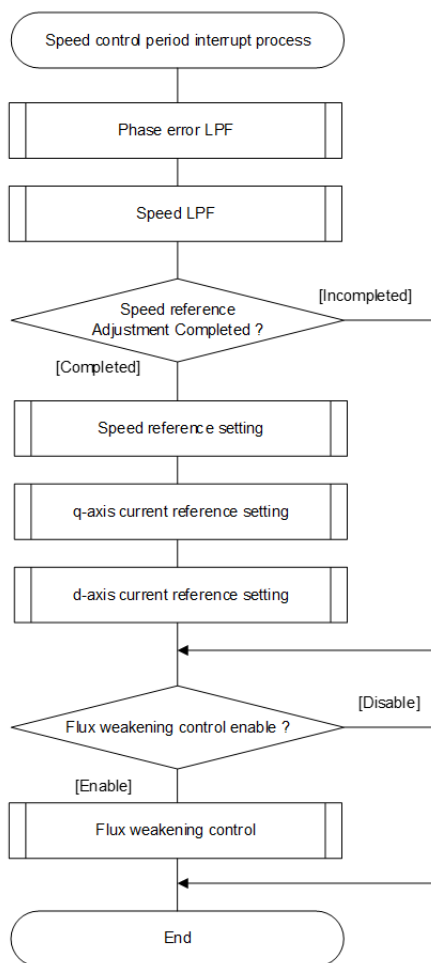 Speed control period interrupt process
Phase error LPF
Speed LPF
Speed reference
Adjustment Completed ?
[Incompleted]
[Completed]
Speed reference setting
q-axis current reference setting
d-axis current reference setting
Flux weakening control enable ?
[Disable]
[Enable]
Flux weakening control
End